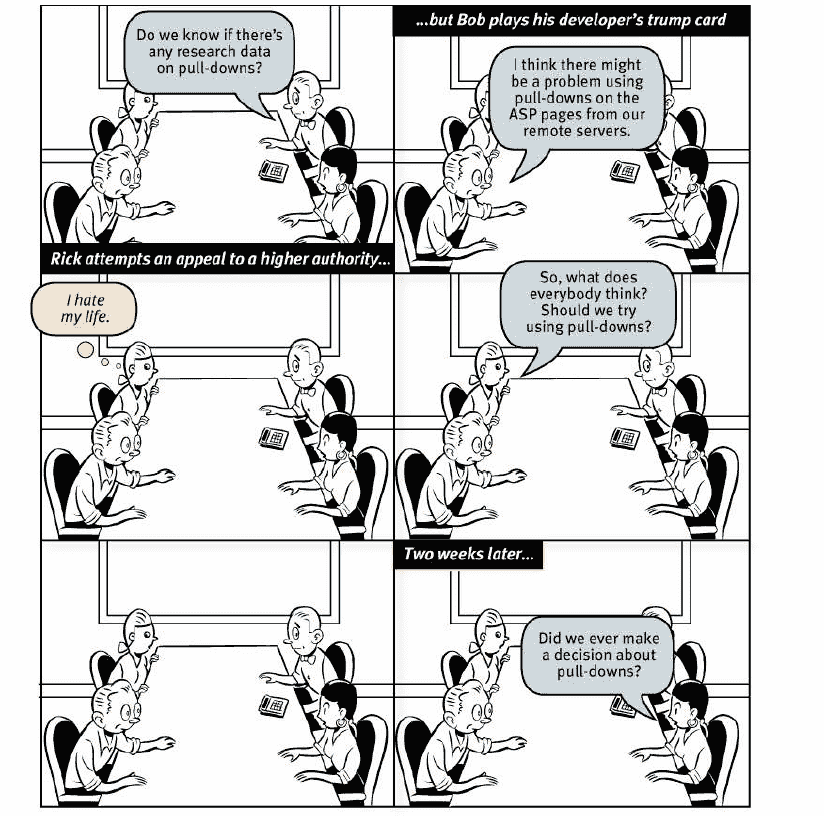 Do we know if there's
any research data
on pull-downs?
...but Bob plays his developer's trump card
I think there might
be a problem using
pull-downs on the
ASP pages from our
remote servers.
Rick attempts an appeal to a higher authority...
I hate
my life.
So, what does
everybody think?
Should we try
using pull-downs?
Two weeks later...
Did we ever make
a decision about
pull-downs?